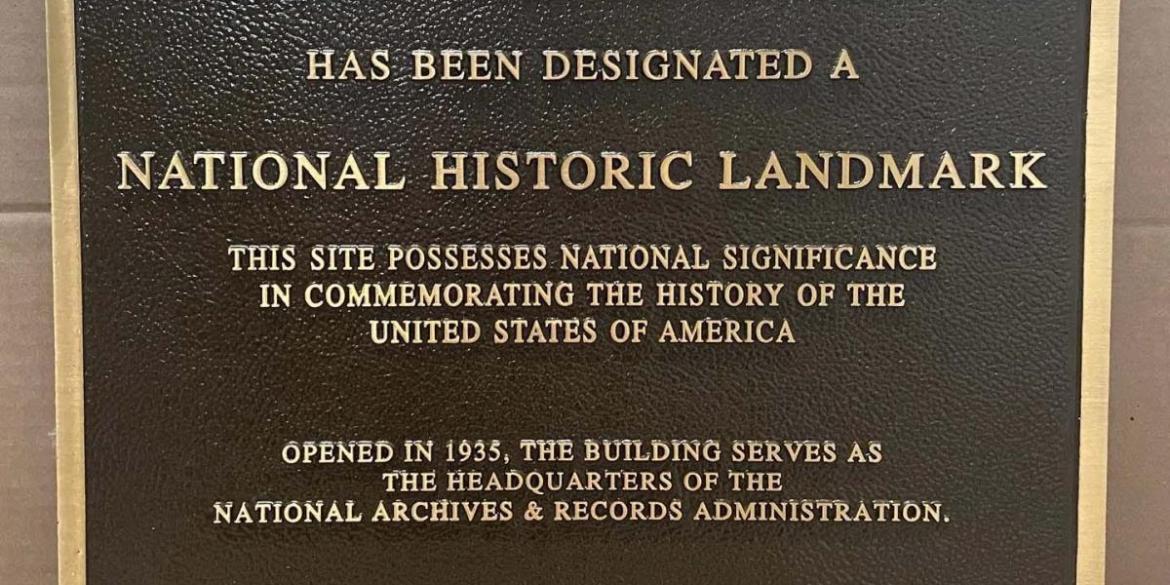 HAS BEEN DESIGNATED A
NATIONAL HISTORIC LANDMARK
THIS SITE POSSESSES NATIONAL SIGNIFICANCE
IN COMMEMORATING THE HISTORY OF THE
UNITED STATES OF AMERICA
OPENED IN 1935, THE BUILDING SERVES AS
THE HEADQUARTERS OF THE
NATIONAL ARCHIVES & RECORDS ADMINISTRATION.